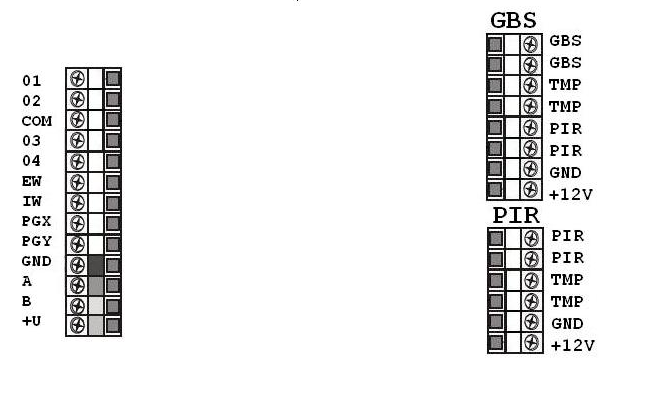 01
02
COM
03
04
EW
IW
PGX
PGY
GND
A
B
+U
GBS
GBS
GBS
TMP
TMP
PIR
PIR
GND
+12V
PIR
PIR
PIR
TMP
TMP
GND
+12V